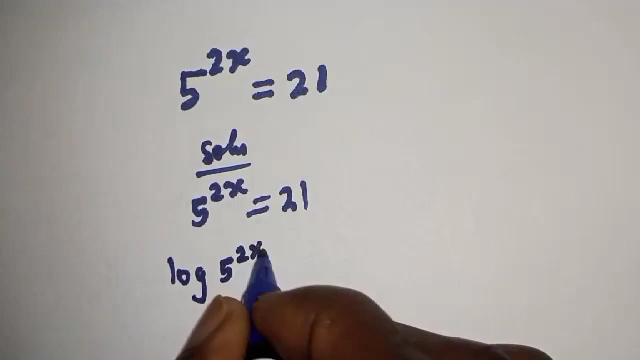 5^{2x} = 21
soln
5^{2x} = 21
log 5^{2x}